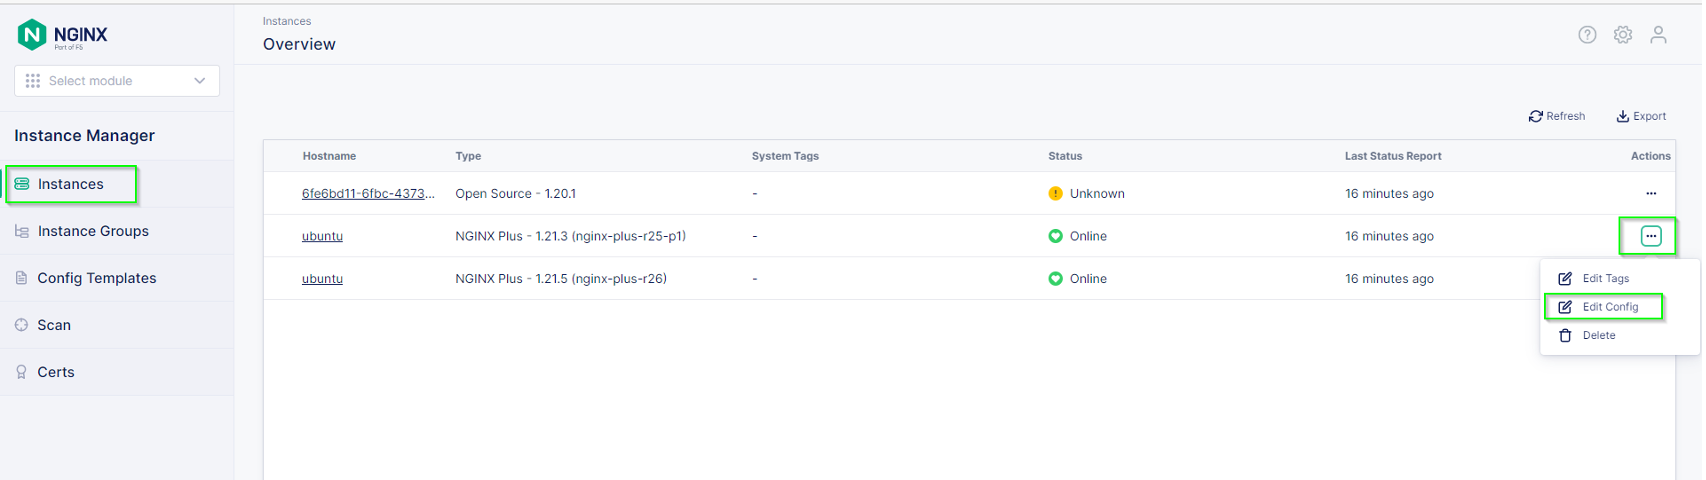 NGINX
Part of F5
Select module
Instance Manager
Instances
Instance Groups
Config Templates
Scan
Certs
Instances
Overview
Refresh Export
Hostname Type System Tags Status Last Status Report Actions
6fe6bd11-6fbc-4373... Open Source - 1.20.1 - Unknown 16 minutes ago ...
ubuntu NGINX Plus - 1.21.3 (nginx-plus-r25-p1) - Online 16 minutes ago ...
ubuntu NGINX Plus - 1.21.5 (nginx-plus-r26) - Online 16 minutes ago
Edit Tags
Edit Config
Delete